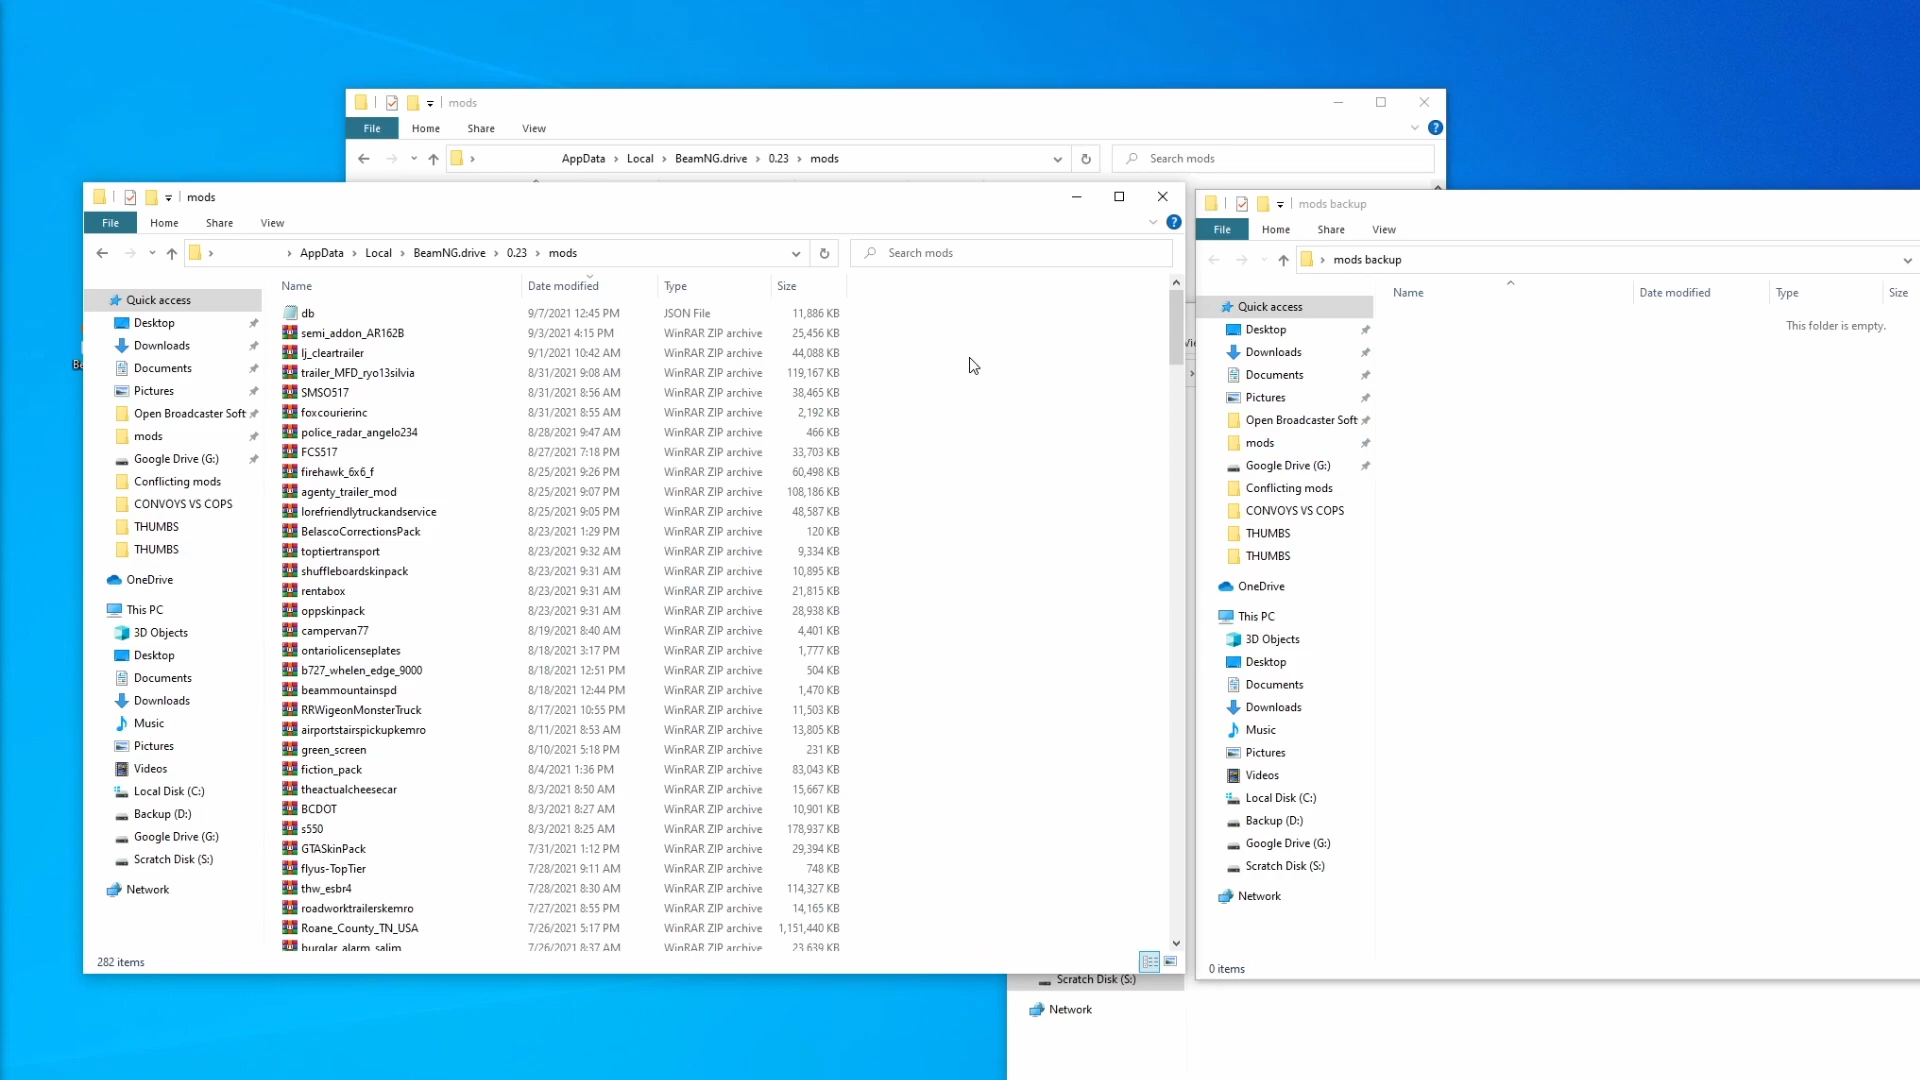 mods
File Home Share View
AppData > Local > BeamNG.drive > 0.23 > mods
Search mods
mods
File Home Share View
AppData > Local > BeamNG.drive > 0.23 > mods
Search mods
Name Date modified Type Size
Quick access
Desktop
Downloads
Documents
Pictures
Open Broadcaster Soft
mods
Google Drive (G:)
Conflicting mods
CONVOYS VS COPS
THUMBS
THUMBS
OneDrive
This PC
3D Objects
Desktop
Documents
Downloads
Music
Pictures
Videos
Local Disk (C:)
Backup (D:)
Google Drive (G:)
Scratch Disk (S:)
Network
db 9/7/2021 12:45 PM JSON File 11,886 KB
semi_addon_AR162B 9/3/2021 4:15 PM WinRAR ZIP archive 25,456 KB
lj_cleartrailer 9/1/2021 10:42 AM WinRAR ZIP archive 44,088 KB
trailer_MFD_ryo13silvia 8/31/2021 9:08 AM WinRAR ZIP archive 119,167 KB
SMSO517 8/31/2021 8:56 AM WinRAR ZIP archive 38,465 KB
foxcourierinc 8/31/2021 8:55 AM WinRAR ZIP archive 2,192 KB
police_radar_angelo234 8/28/2021 9:47 AM WinRAR ZIP archive 466 KB
FCS517 8/27/2021 7:18 PM WinRAR ZIP archive 33,703 KB
firehawk_6x6_f 8/25/2021 9:26 PM WinRAR ZIP archive 60,498 KB
agenty_trailer_mod 8/25/2021 9:07 PM WinRAR ZIP archive 108,186 KB
lorefriendlytruckandservice 8/25/2021 9:05 PM WinRAR ZIP archive 48,587 KB
BelascoCorrectionsPack 8/23/2021 1:29 PM WinRAR ZIP archive 120 KB
toptiertransport 8/23/2021 9:32 AM WinRAR ZIP archive 9,334 KB
shuffleboardskinpack 8/23/2021 9:31 AM WinRAR ZIP archive 10,895 KB
rentabox 8/23/2021 9:31 AM WinRAR ZIP archive 21,815 KB
oppskinpack 8/23/2021 9:31 AM WinRAR ZIP archive 28,938 KB
campervan77 8/19/2021 8:40 AM WinRAR ZIP archive 4,401 KB
ontariolicenseplates 8/18/2021 3:17 PM WinRAR ZIP archive 1,777 KB
b727_whelen_edge_9000 8/18/2021 12:51 PM WinRAR ZIP archive 504 KB
beammountainspd 8/18/2021 12:44 PM WinRAR ZIP archive 1,470 KB
RRWigeonMonsterTruck 8/17/2021 10:55 PM WinRAR ZIP archive 11,503 KB
airportstairspickupkemro 8/11/2021 8:53 AM WinRAR ZIP archive 13,805 KB
green_screen 8/10/2021 5:18 PM WinRAR ZIP archive 231 KB
fiction_pack 8/4/2021 1:36 PM WinRAR ZIP archive 83,043 KB
theactualcheesecar 8/3/2021 8:50 AM WinRAR ZIP archive 15,667 KB
BCDOT 8/3/2021 8:27 AM WinRAR ZIP archive 10,901 KB
s550 8/3/2021 8:25 AM WinRAR ZIP archive 178,937 KB
GTASkinPack 7/31/2021 1:12 PM WinRAR ZIP archive 29,394 KB
flyus-TopTier 7/28/2021 9:11 AM WinRAR ZIP archive 748 KB
thw_esbr4 7/28/2021 8:30 AM WinRAR ZIP archive 114,327 KB
roadworktrailerskemro 7/27/2021 8:55 PM WinRAR ZIP archive 14,165 KB
Roane_County_TN_USA 7/26/2021 5:17 PM WinRAR ZIP archive 1,151,440 KB
burglar_alarm_salim 7/26/2021 8:37 AM WinRAR ZIP archive 23,639 KB
282 items
mods backup
File Home Share View
mods backup
Name Date modified Type Size
This folder is empty.
Quick access
Desktop
Downloads
Documents
Pictures
Open Broadcaster Soft
mods
Google Drive (G:)
Conflicting mods
CONVOYS VS COPS
THUMBS
THUMBS
OneDrive
This PC
3D Objects
Desktop
Documents
Downloads
Music
Pictures
Videos
Local Disk (C:)
Backup (D:)
Google Drive (G:)
Scratch Disk (S:)
Network
0 items
Scratch Disk (S:)
Network